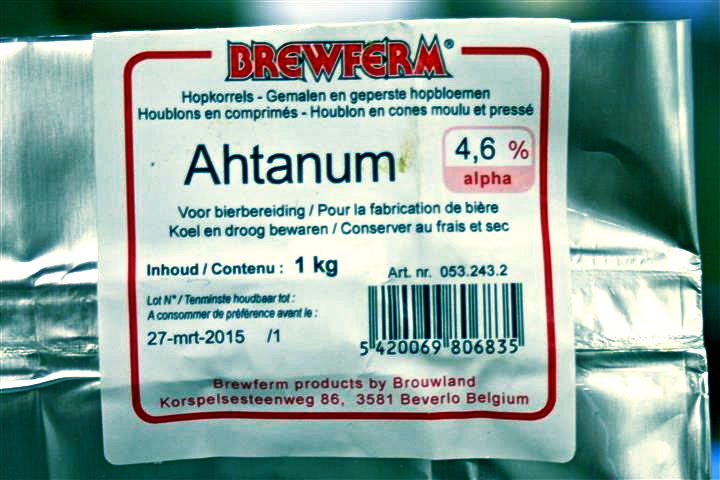 BREWFERM®
Hopkorrels - Gemalen en geperste hopbloemen
Houblons en comprimés - Houblon en cones moulu et pressé
Ahtanum
4,6 %
alpha
Voor bierbereiding / Pour la fabrication de bière
Koel en droog bewaren / Conserver au frais et sec
Inhoud / Contenu : 1 kg
Art. nr. 053.243.2
Lot N° / Tenminste houdbaar tot :
A consommer de préférence avant le :
27-mrt-2015 /1
5 420069 806835
Brewferm products by Brouwland
Korspelsesteenweg 86, 3581 Beverlo Belgium